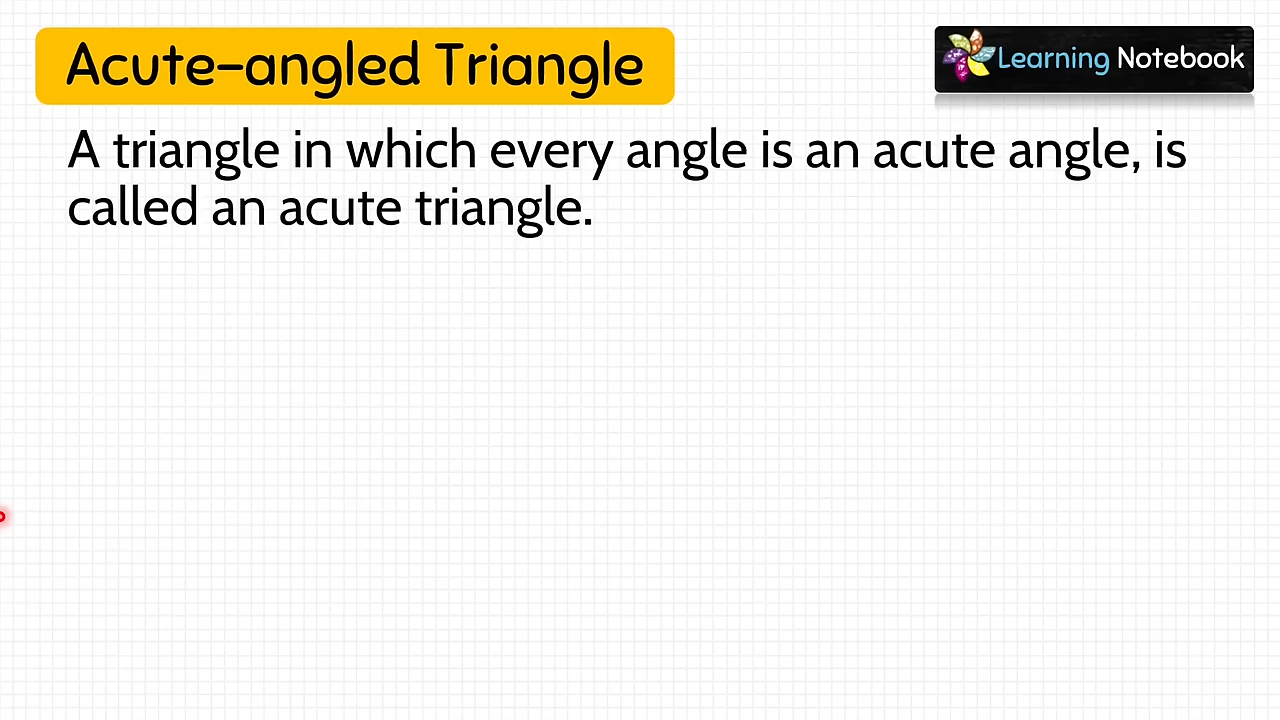 Acute-angled Triangle
Learning Notebook
A triangle in which every angle is an acute angle, is
called an acute triangle.